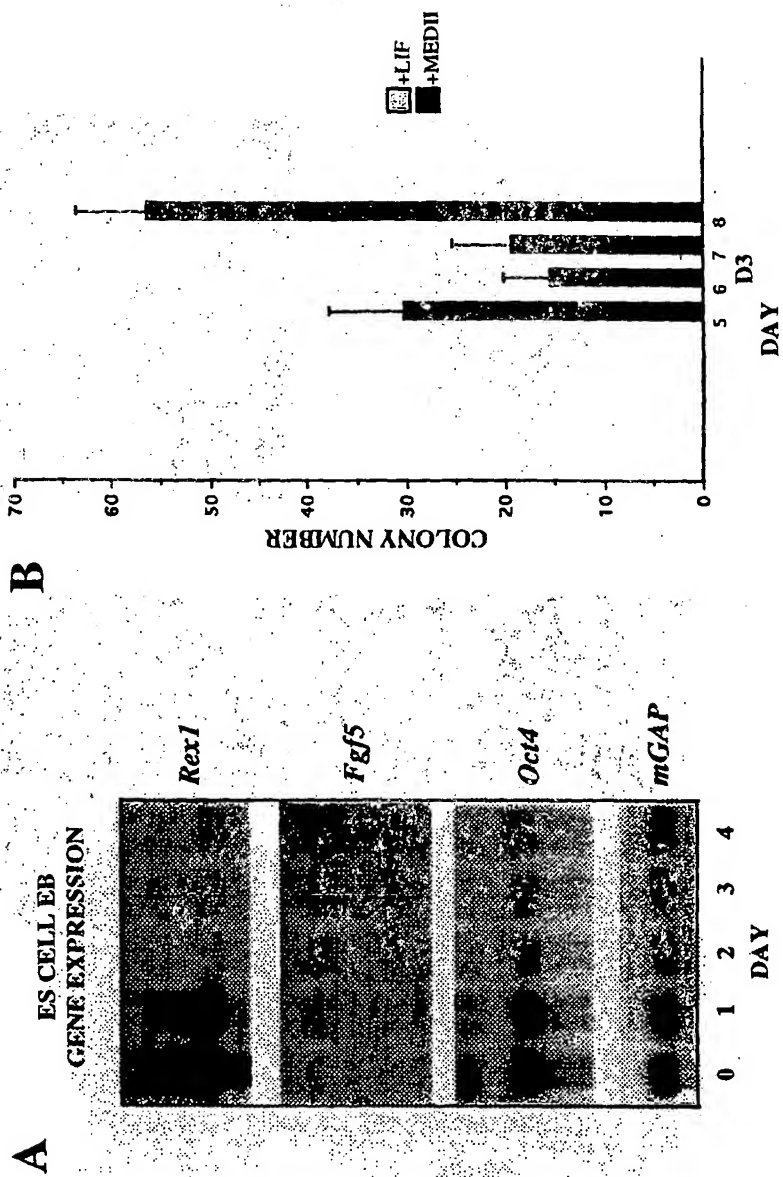 A
ES CELL EB
GENE EXPRESSION
Rex1
Fgf5
Oct4
mGAP
0 1 2 3 4
DAY
B
COLONY NUMBER
70
60
50
40
30
20
10
0
+LIF
+MEDII
5 6 7 8
D3
DAY